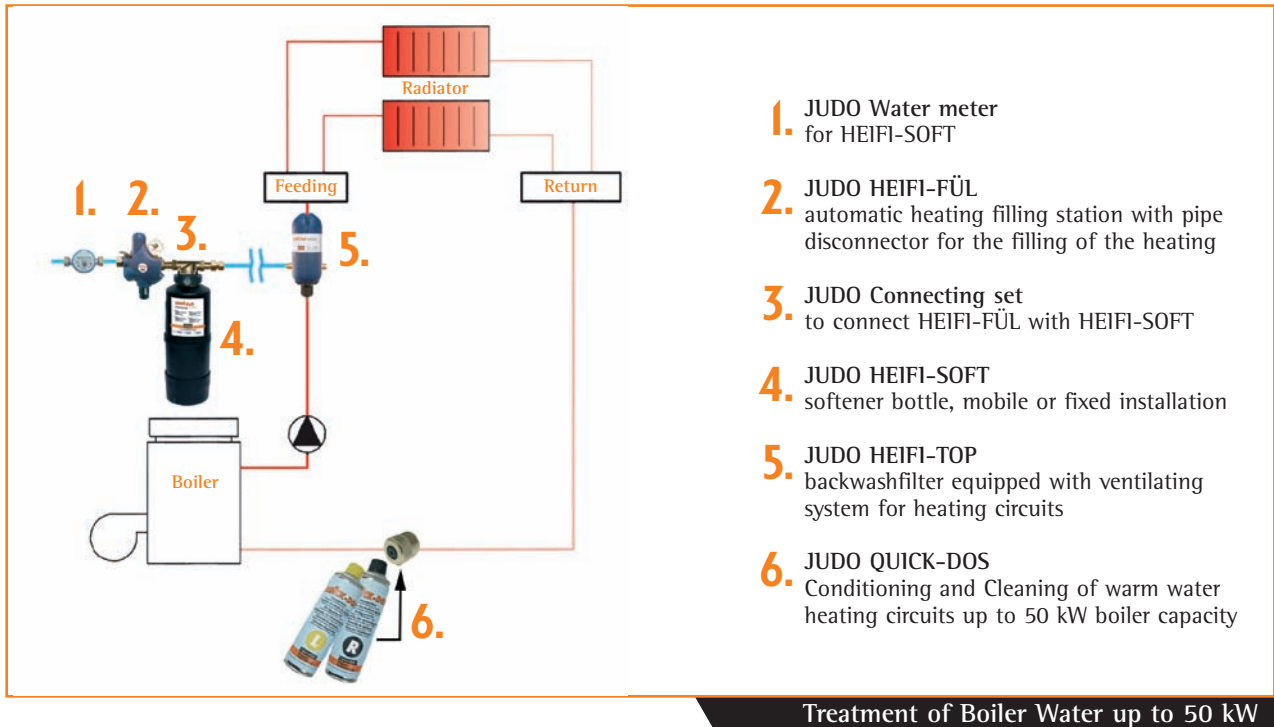 Radiator
Feeding
Return
1.
2.
3.
4.
5.
Boiler
L
R
6.
1. JUDO Water meter
for HEIFI-SOFT
2. JUDO HEIFI-FÜL
automatic heating filling station with pipe
disconnector for the filling of the heating
3. JUDO Connecting set
to connect HEIFI-FÜL with HEIFI-SOFT
4. JUDO HEIFI-SOFT
softener bottle, mobile or fixed installation
5. JUDO HEIFI-TOP
backwashfilter equipped with ventilating
system for heating circuits
6. JUDO QUICK-DOS
Conditioning and Cleaning of warm water
heating circuits up to 50 kW boiler capacity
Treatment of Boiler Water up to 50 kW